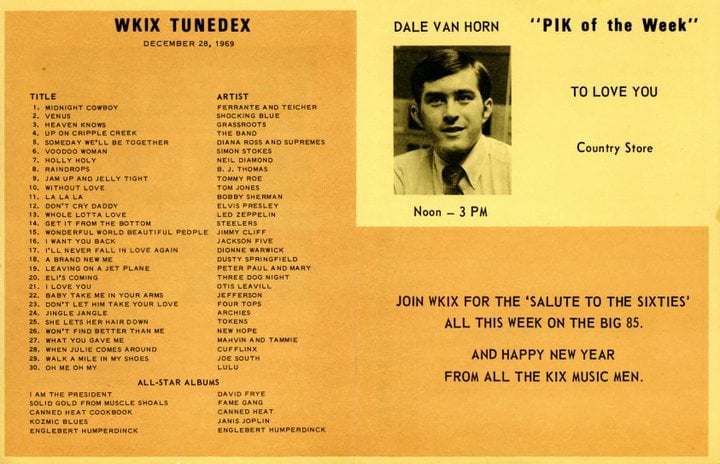 WKIX TUNEDEX
DECEMBER 28, 1969
TITLE ARTIST
1. MIDNIGHT COWBOY FERRANTE AND TEICHER
2. VENUS SHOCKING BLUE
3. HEAVEN KNOWS GRASSROOTS
4. UP ON CRIPPLE CREEK THE BAND
5. SOMEDAY WE'LL BE TOGETHER DIANA ROSS AND SUPREMES
6. VOODOO WOMAN SIMON STOKES
7. HOLLY HOLY NEIL DIAMOND
8. RAINDROPS B. J. THOMAS
9. JAM UP AND JELLY TIGHT TOMMY ROE
10. WITHOUT LOVE TOM JONES
11. LA LA LA BOBBY SHERMAN
12. DON'T CRY DADDY ELVIS PRESLEY
13. WHOLE LOTTA LOVE LED ZEPPELIN
14. GET IT FROM THE BOTTOM STEELERS
15. WONDERFUL WORLD BEAUTIFUL PEOPLE JIMMY CLIFF
16. I WANT YOU BACK JACKSON FIVE
17. I'LL NEVER FALL IN LOVE AGAIN DIONNE WARWICK
18. A BRAND NEW ME DUSTY SPRINGFIELD
19. LEAVING ON A JET PLANE PETER PAUL AND MARY
20. ELI'S COMING THREE DOG NIGHT
21. I LOVE YOU OTIS LEAVILL
22. BABY TAKE ME IN YOUR ARMS JEFFERSON
23. DON'T LET HIM TAKE YOUR LOVE FOUR TOPS
24. JINGLE JANGLE ARCHIES
25. SHE LETS HER HAIR DOWN TOKENS
26. WON'T FIND BETTER THAN ME NEW HOPE
27. WHAT YOU GAVE ME MAHVIN AND TAMMIE
28. WHEN JULIE COMES AROUND CUFFLINX
29. WALK A MILE IN MY SHOES JOE SOUTH
30. OH ME OH MY LULU
ALL-STAR ALBUMS
I AM THE PRESIDENT DAVID FRYE
SOLID GOLD FROM MUSCLE SHOALS FAME GANG
CANNED HEAT COOKBOOK CANNED HEAT
KOZMIC BLUES JANIS JOPLIN
ENGLEBERT HUMPERDINCK ENGLEBERT HUMPERDINCK
DALE VAN HORN
Noon – 3 PM
"PIK of the Week"
TO LOVE YOU
Country Store
JOIN WKIX FOR THE 'SALUTE TO THE SIXTIES'
ALL THIS WEEK ON THE BIG 85.
AND HAPPY NEW YEAR
FROM ALL THE KIX MUSIC MEN.